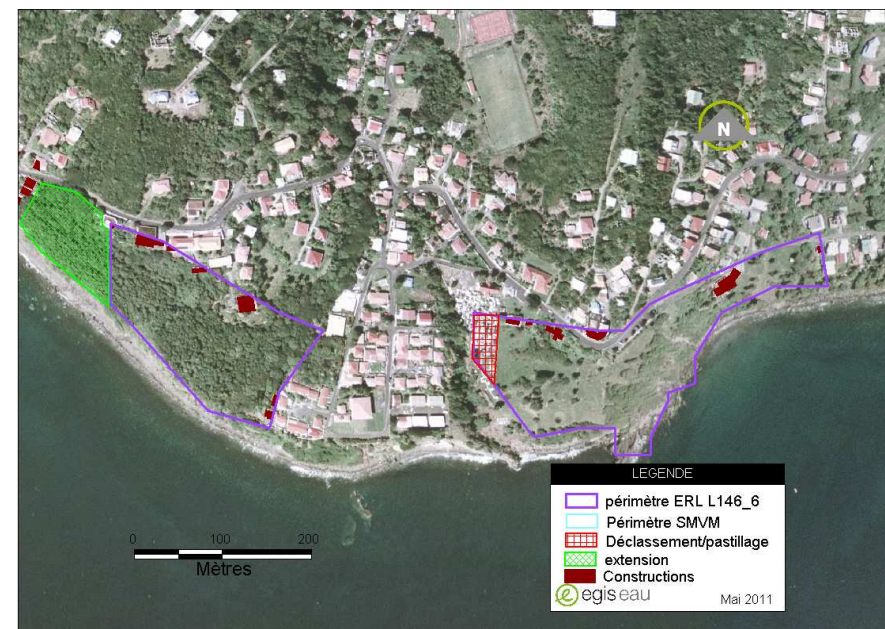 N
0 100 200
Mètres
LEGENDE
périmètre ERL L146_6
Périmètre SMVM
Déclassement/pastillage
extension
Constructions
egis eau
Mai 2011